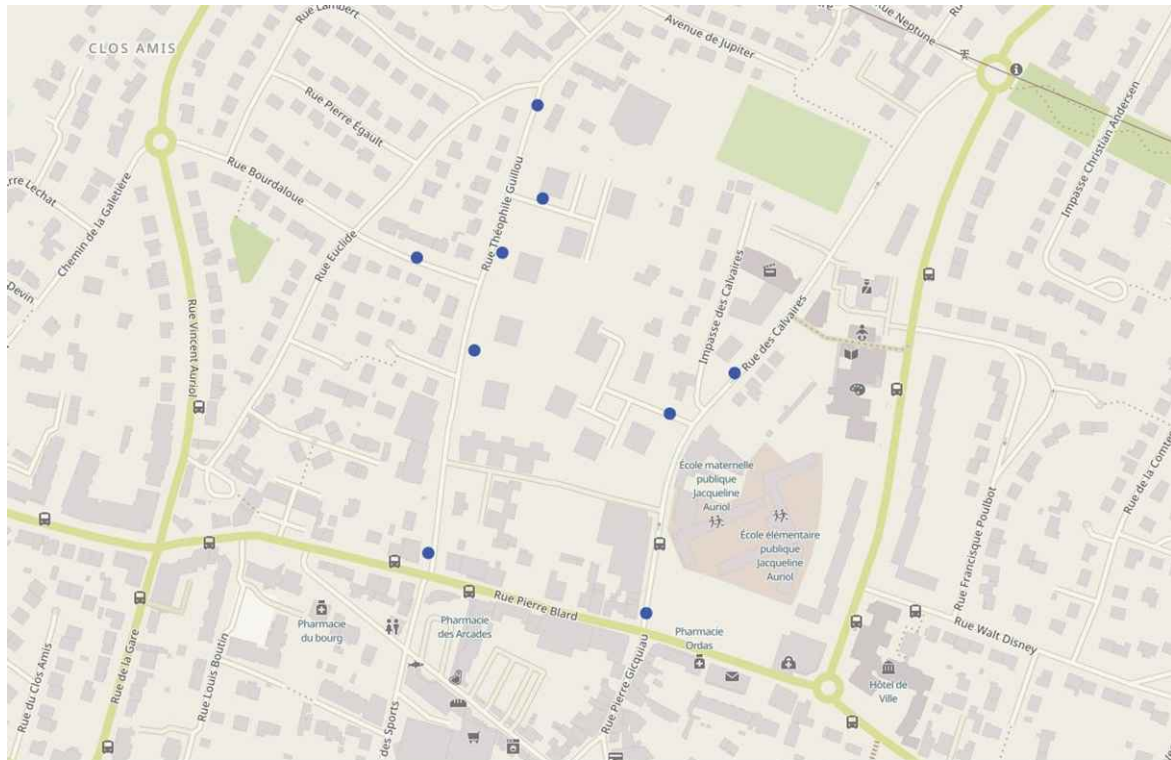 Rue Lambert
Avenue de Jupiter
Rue Neptune
CLOS AMIS
Rue Pierre Égault
Impasse Christian Andersen
Rue Bourdaloue
Rue Théophile Guillou
Chemin de la Galetière
rre Lechat
Rue Euclide
Devin
Rue Vincent Auriol
Impasse des Calvaires
Rue des Calvaires
École maternelle
publique
Jacqueline
Auriol
École élémentaire
publique
Jacqueline
Auriol
Rue Francisque Poulbot
Rue de la Comte
Rue Pierre Blard
Pharmacie
du bourg
Pharmacie
des Arcades
Pharmacie
Ordas
Rue Walt Disney
Hôtel de
Ville
Rue du Clos Amis
Rue de la Gare
Rue Louis Boutin
des Sports
Rue Pierre Gicquiau